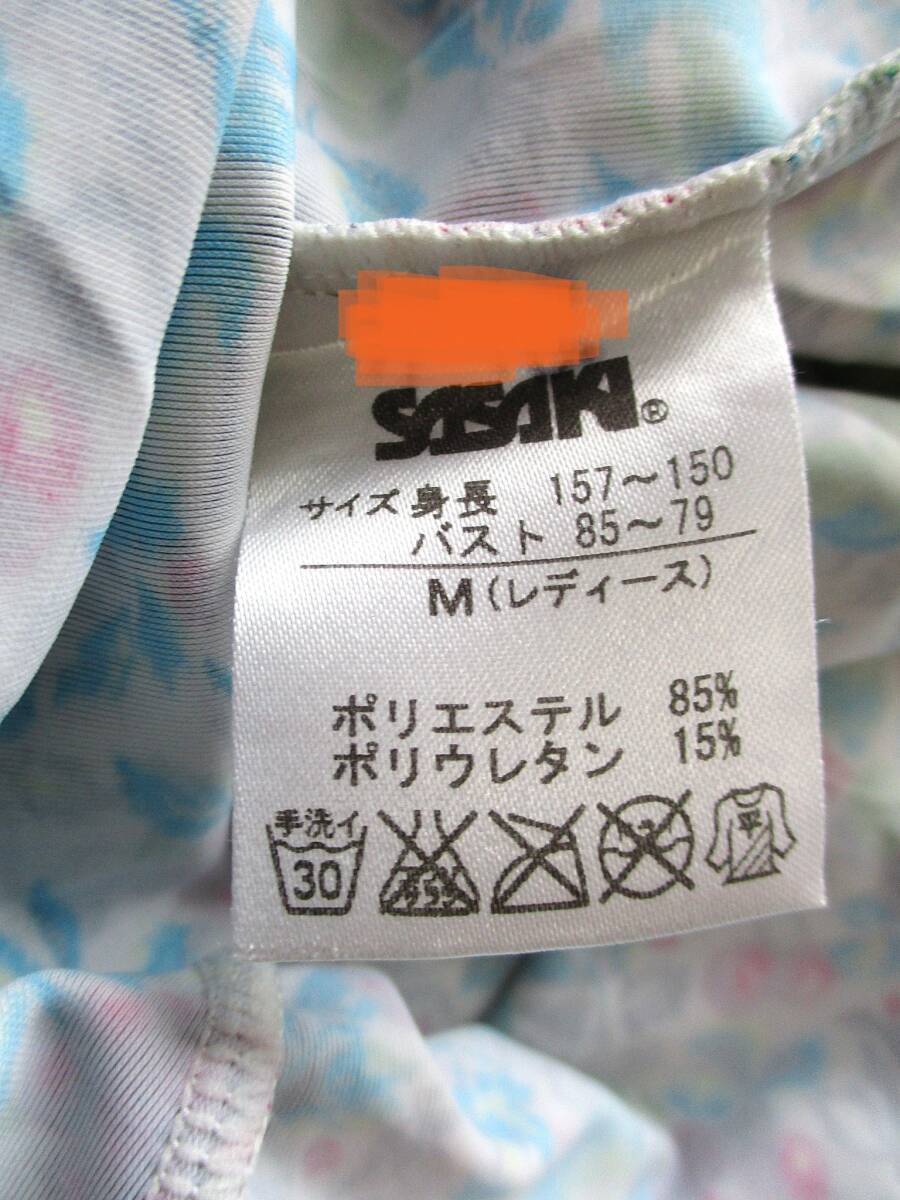 SASAKI®
サイズ 身長 157～150
バスト 85～79
M（レディース）
ポリエステル 85%
ポリウレタン 15%
手洗イ
30
平